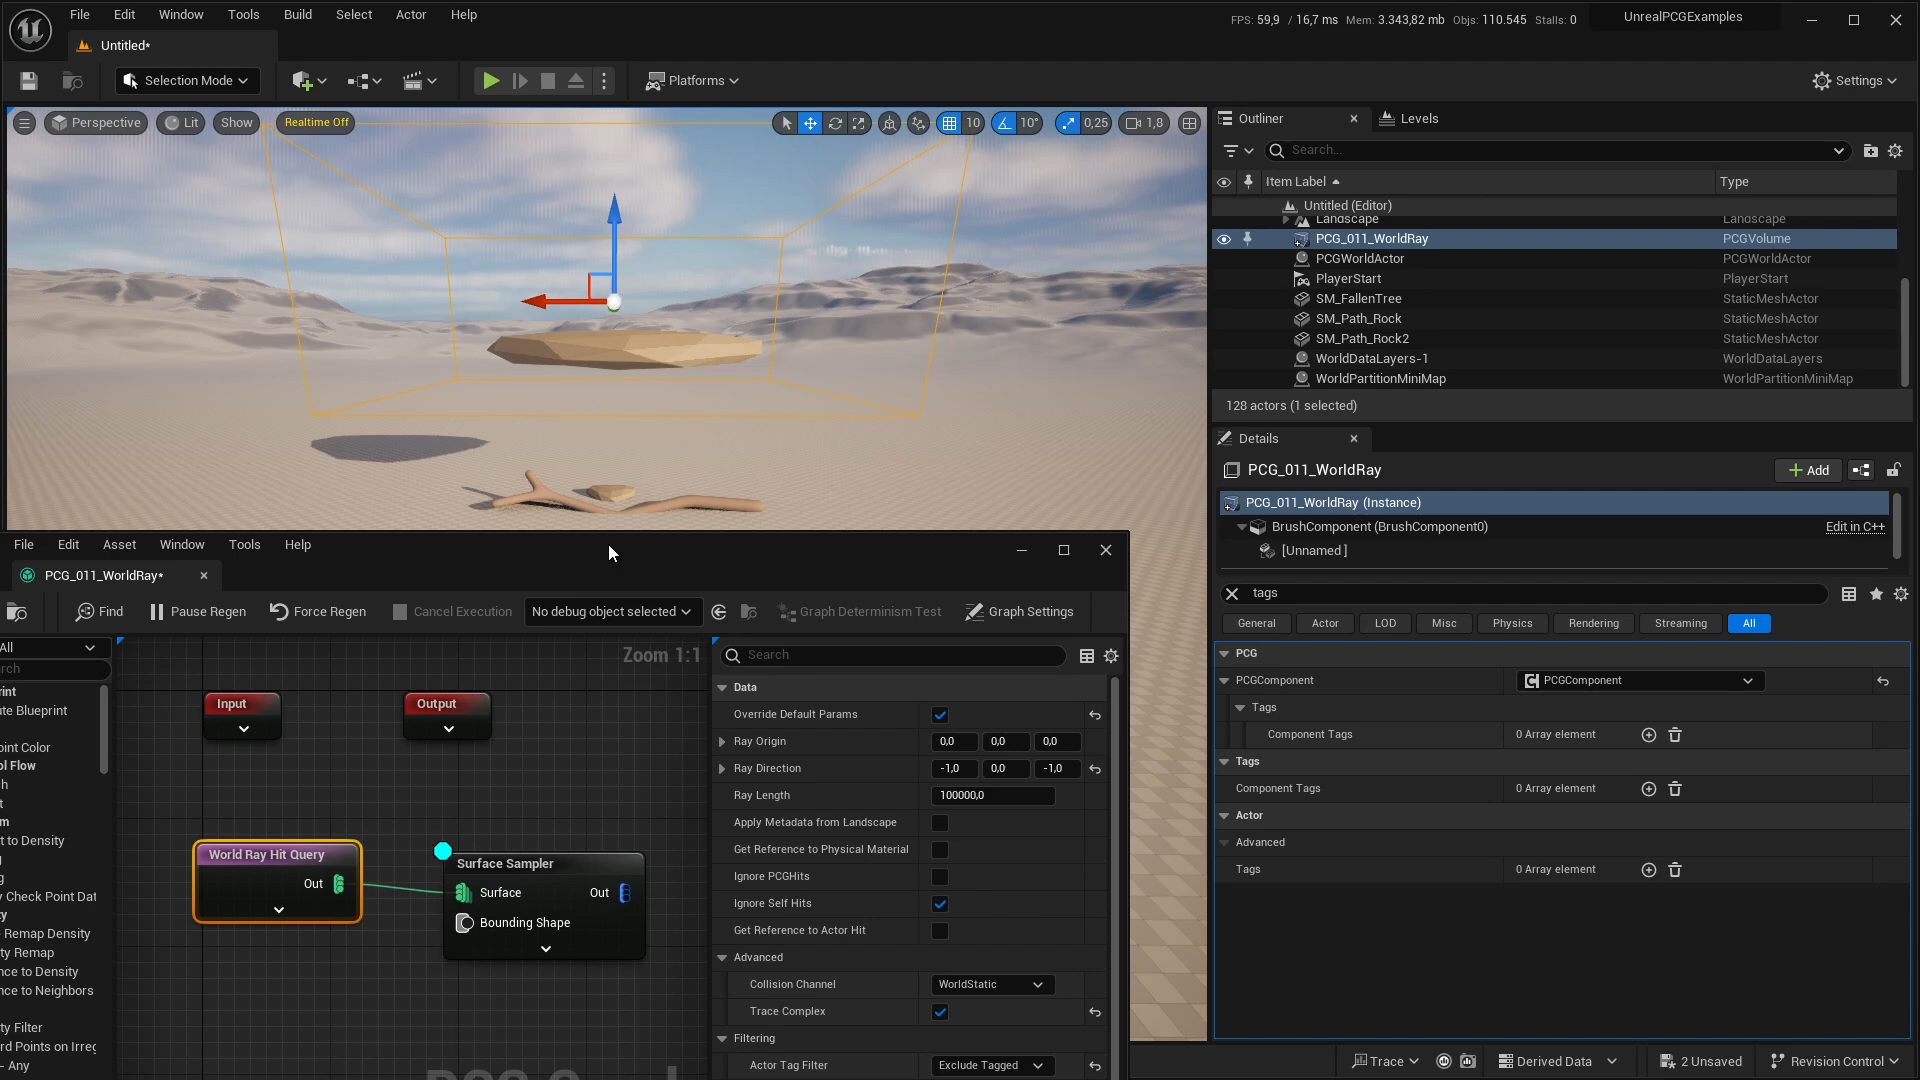 File Edit Window Tools Build Select Actor Help
FPS: 59,9 / 16,7 ms Mem: 3.343,82 mb Objs: 110.545 Stalls: 0
UnrealPCGExamples
Untitled*
Selection Mode
Platforms
Settings
Perspective Lit Show Realtime Off
10 10° 0,25 1,8
Outliner
Levels
Search...
Item Label Type
Untitled (Editor)
Landscape Landscape
PCG_011_WorldRay PCGVolume
PCGWorldActor PCGWorldActor
PlayerStart PlayerStart
SM_FallenTree StaticMeshActor
SM_Path_Rock StaticMeshActor
SM_Path_Rock2 StaticMeshActor
WorldDataLayers-1 WorldDataLayers
WorldPartitionMiniMap WorldPartitionMiniMap
128 actors (1 selected)
Details
PCG_011_WorldRay
Add
PCG_011_WorldRay (Instance)
BrushComponent (BrushComponent0) Edit in C++
[Unnamed ]
tags
General Actor LOD Misc Physics Rendering Streaming All
PCG
PCGComponent PCGComponent
Tags
Component Tags 0 Array element
Tags
Component Tags 0 Array element
Actor
Advanced
Tags 0 Array element
File Edit Asset Window Tools Help
PCG_011_WorldRay*
Find Pause Regen Force Regen Cancel Execution No debug object selected Graph Determinism Test Graph Settings
All
rch
rint
ute Blueprint
oint Color
ol Flow
h
t
m
t to Density
g
g
y Check Point Dat
ty
e Remap Density
ty Remap
nce to Density
nce to Neighbors
ty Filter
rd Points on Irreg
- Any
Zoom 1:1
Input
Output
World Ray Hit Query
Out
Surface Sampler
Surface Out
Bounding Shape
Search
Data
Override Default Params
Ray Origin 0,0 0,0 0,0
Ray Direction -1,0 0,0 -1,0
Ray Length 100000,0
Apply Metadata from Landscape
Get Reference to Physical Material
Ignore PCGHits
Ignore Self Hits
Get Reference to Actor Hit
Advanced
Collision Channel WorldStatic
Trace Complex
Filtering
Actor Tag Filter Exclude Tagged
Trace Derived Data 2 Unsaved Revision Control